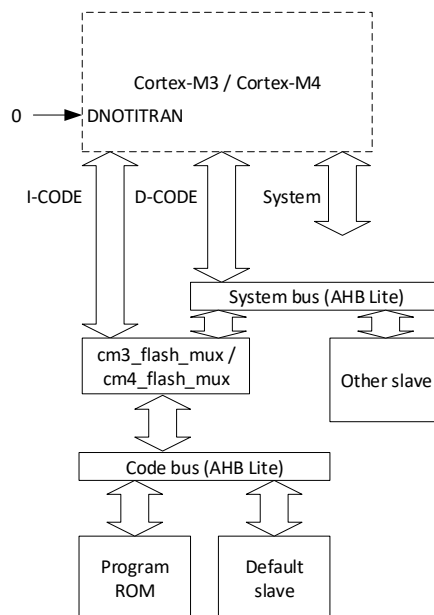 Cortex-M3 / Cortex-M4
0
DNOTITRAN
I-CODE
D-CODE
System
System bus (AHB Lite)
cm3_flash_mux /
cm4_flash_mux
Other slave
Code bus (AHB Lite)
Program
ROM
Default
slave